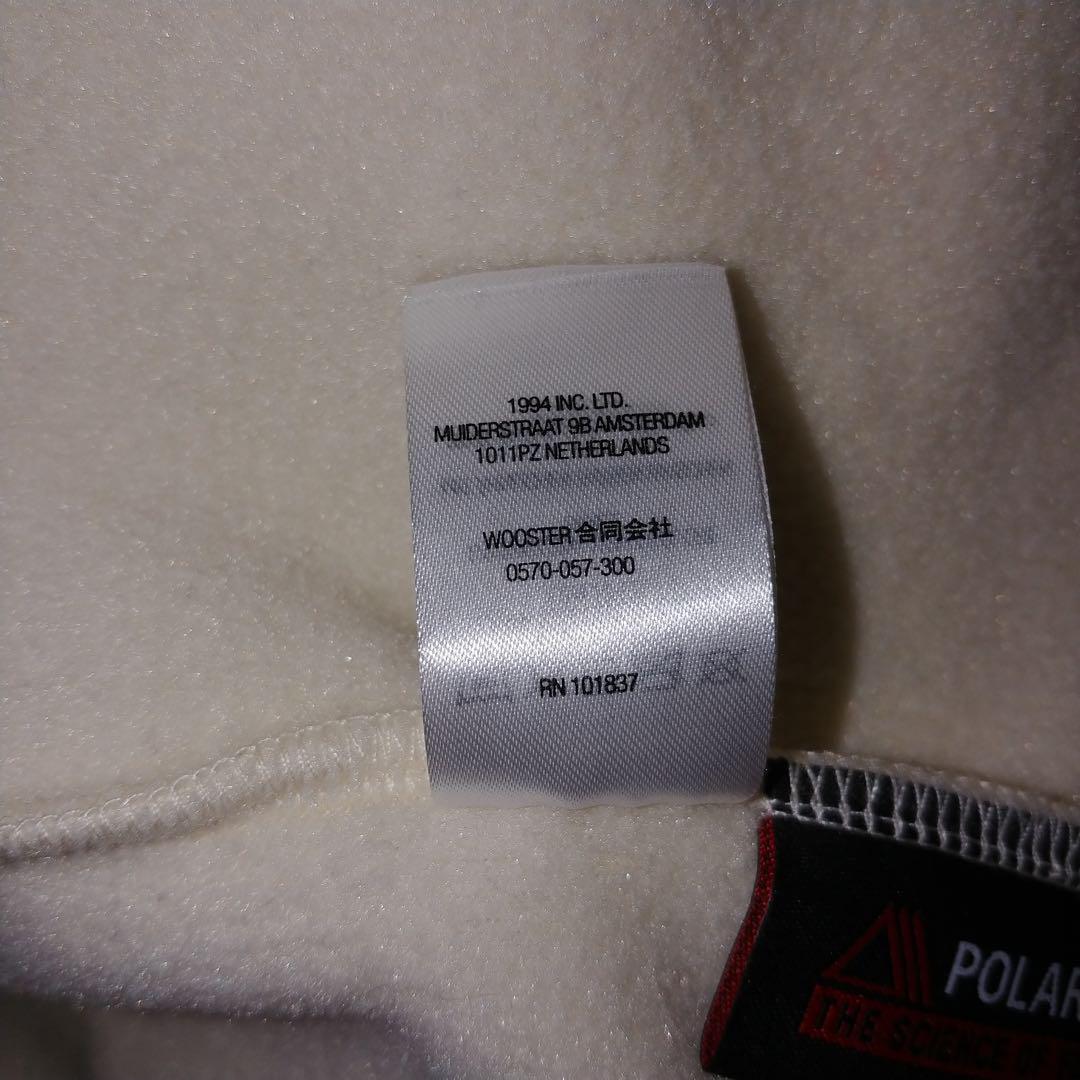 1994 INC. LTD.
MUIDERSTRAAT 9B AMSTERDAM
1011PZ NETHERLANDS
WOOSTER 合同会社
0570-057-300
RN 101837
POLAR
THE SCIENCE OF